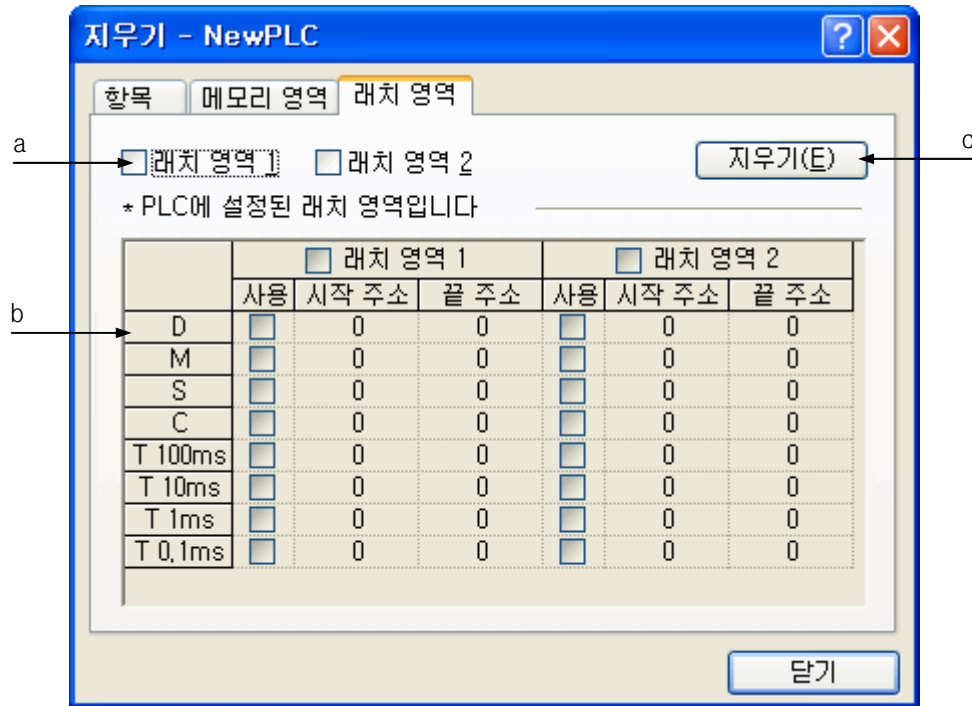 지우기 - NewPLC
항목 메모리 영역 래치 영역
a 래치 영역 1 래치 영역 2 지우기(E) c
* PLC에 설정된 래치 영역입니다
래치 영역 1 래치 영역 2
사용 시작 주소 끝 주소 사용 시작 주소 끝 주소
b D 0 0 0 0
M 0 0 0 0
S 0 0 0 0
C 0 0 0 0
T 100ms 0 0 0 0
T 10ms 0 0 0 0
T 1ms 0 0 0 0
T 0,1ms 0 0 0 0
닫기